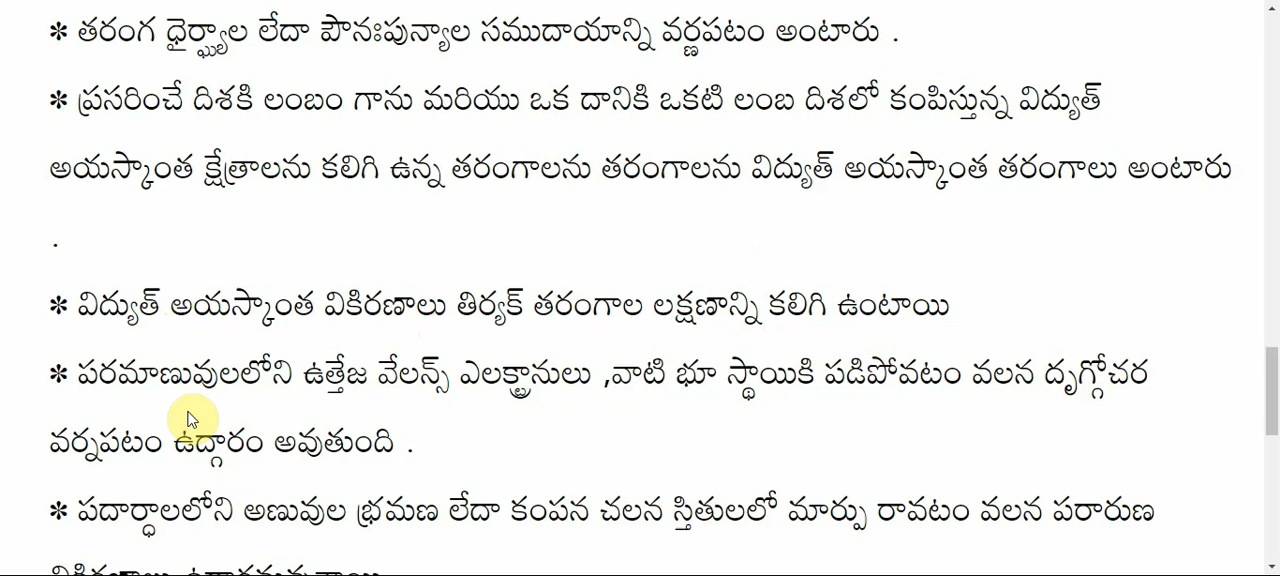 * తరంగ ధైర్ఘ్యాల లేదా పౌనఃపున్యాల సముదాయాన్ని వర్ణపటం అంటారు .
* ప్రసరించే దిశకి లంబం గాను మరియు ఒక దానికి ఒకటి లంబ దిశలో కంపిస్తున్న విద్యుత్
అయస్కాంత క్షేత్రాలను కలిగి ఉన్న తరంగాలను తరంగాలను విద్యుత్ అయస్కాంత తరంగాలు అంటారు
.
* విద్యుత్ అయస్కాంత వికిరణాలు తిర్యక్ తరంగాల లక్షణాన్ని కలిగి ఉంటాయి
* పరమాణువులలోని ఉత్తేజ వేలన్స్ ఎలక్ట్రానులు ,వాటి భూ స్థాయికి పడిపోవటం వలన దృగ్గోచర
వర్నపటం ఉద్గారం అవుతుంది .
* పదార్ధాలలోని అణువుల భ్రమణ లేదా కంపన చలన స్తితులలో మార్పు రావటం వలన పరారుణ